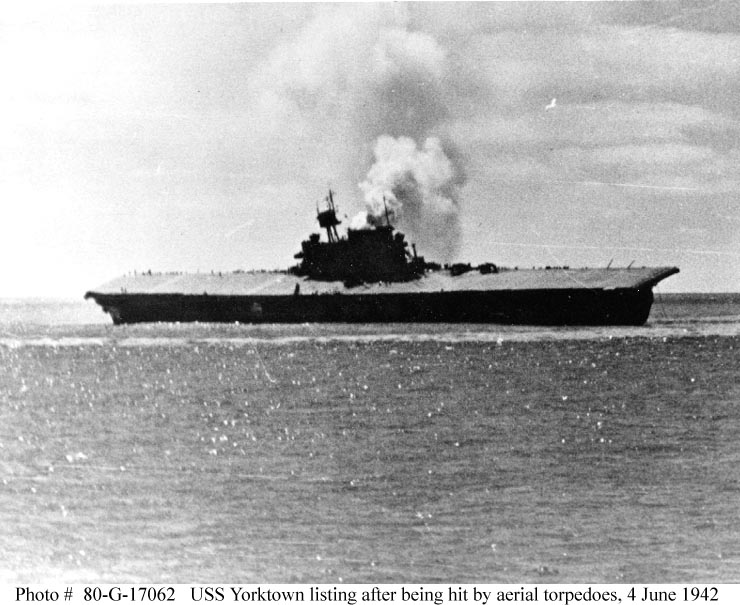 Photo # 80-G-17062 USS Yorktown listing after being hit by aerial torpedoes, 4 June 1942